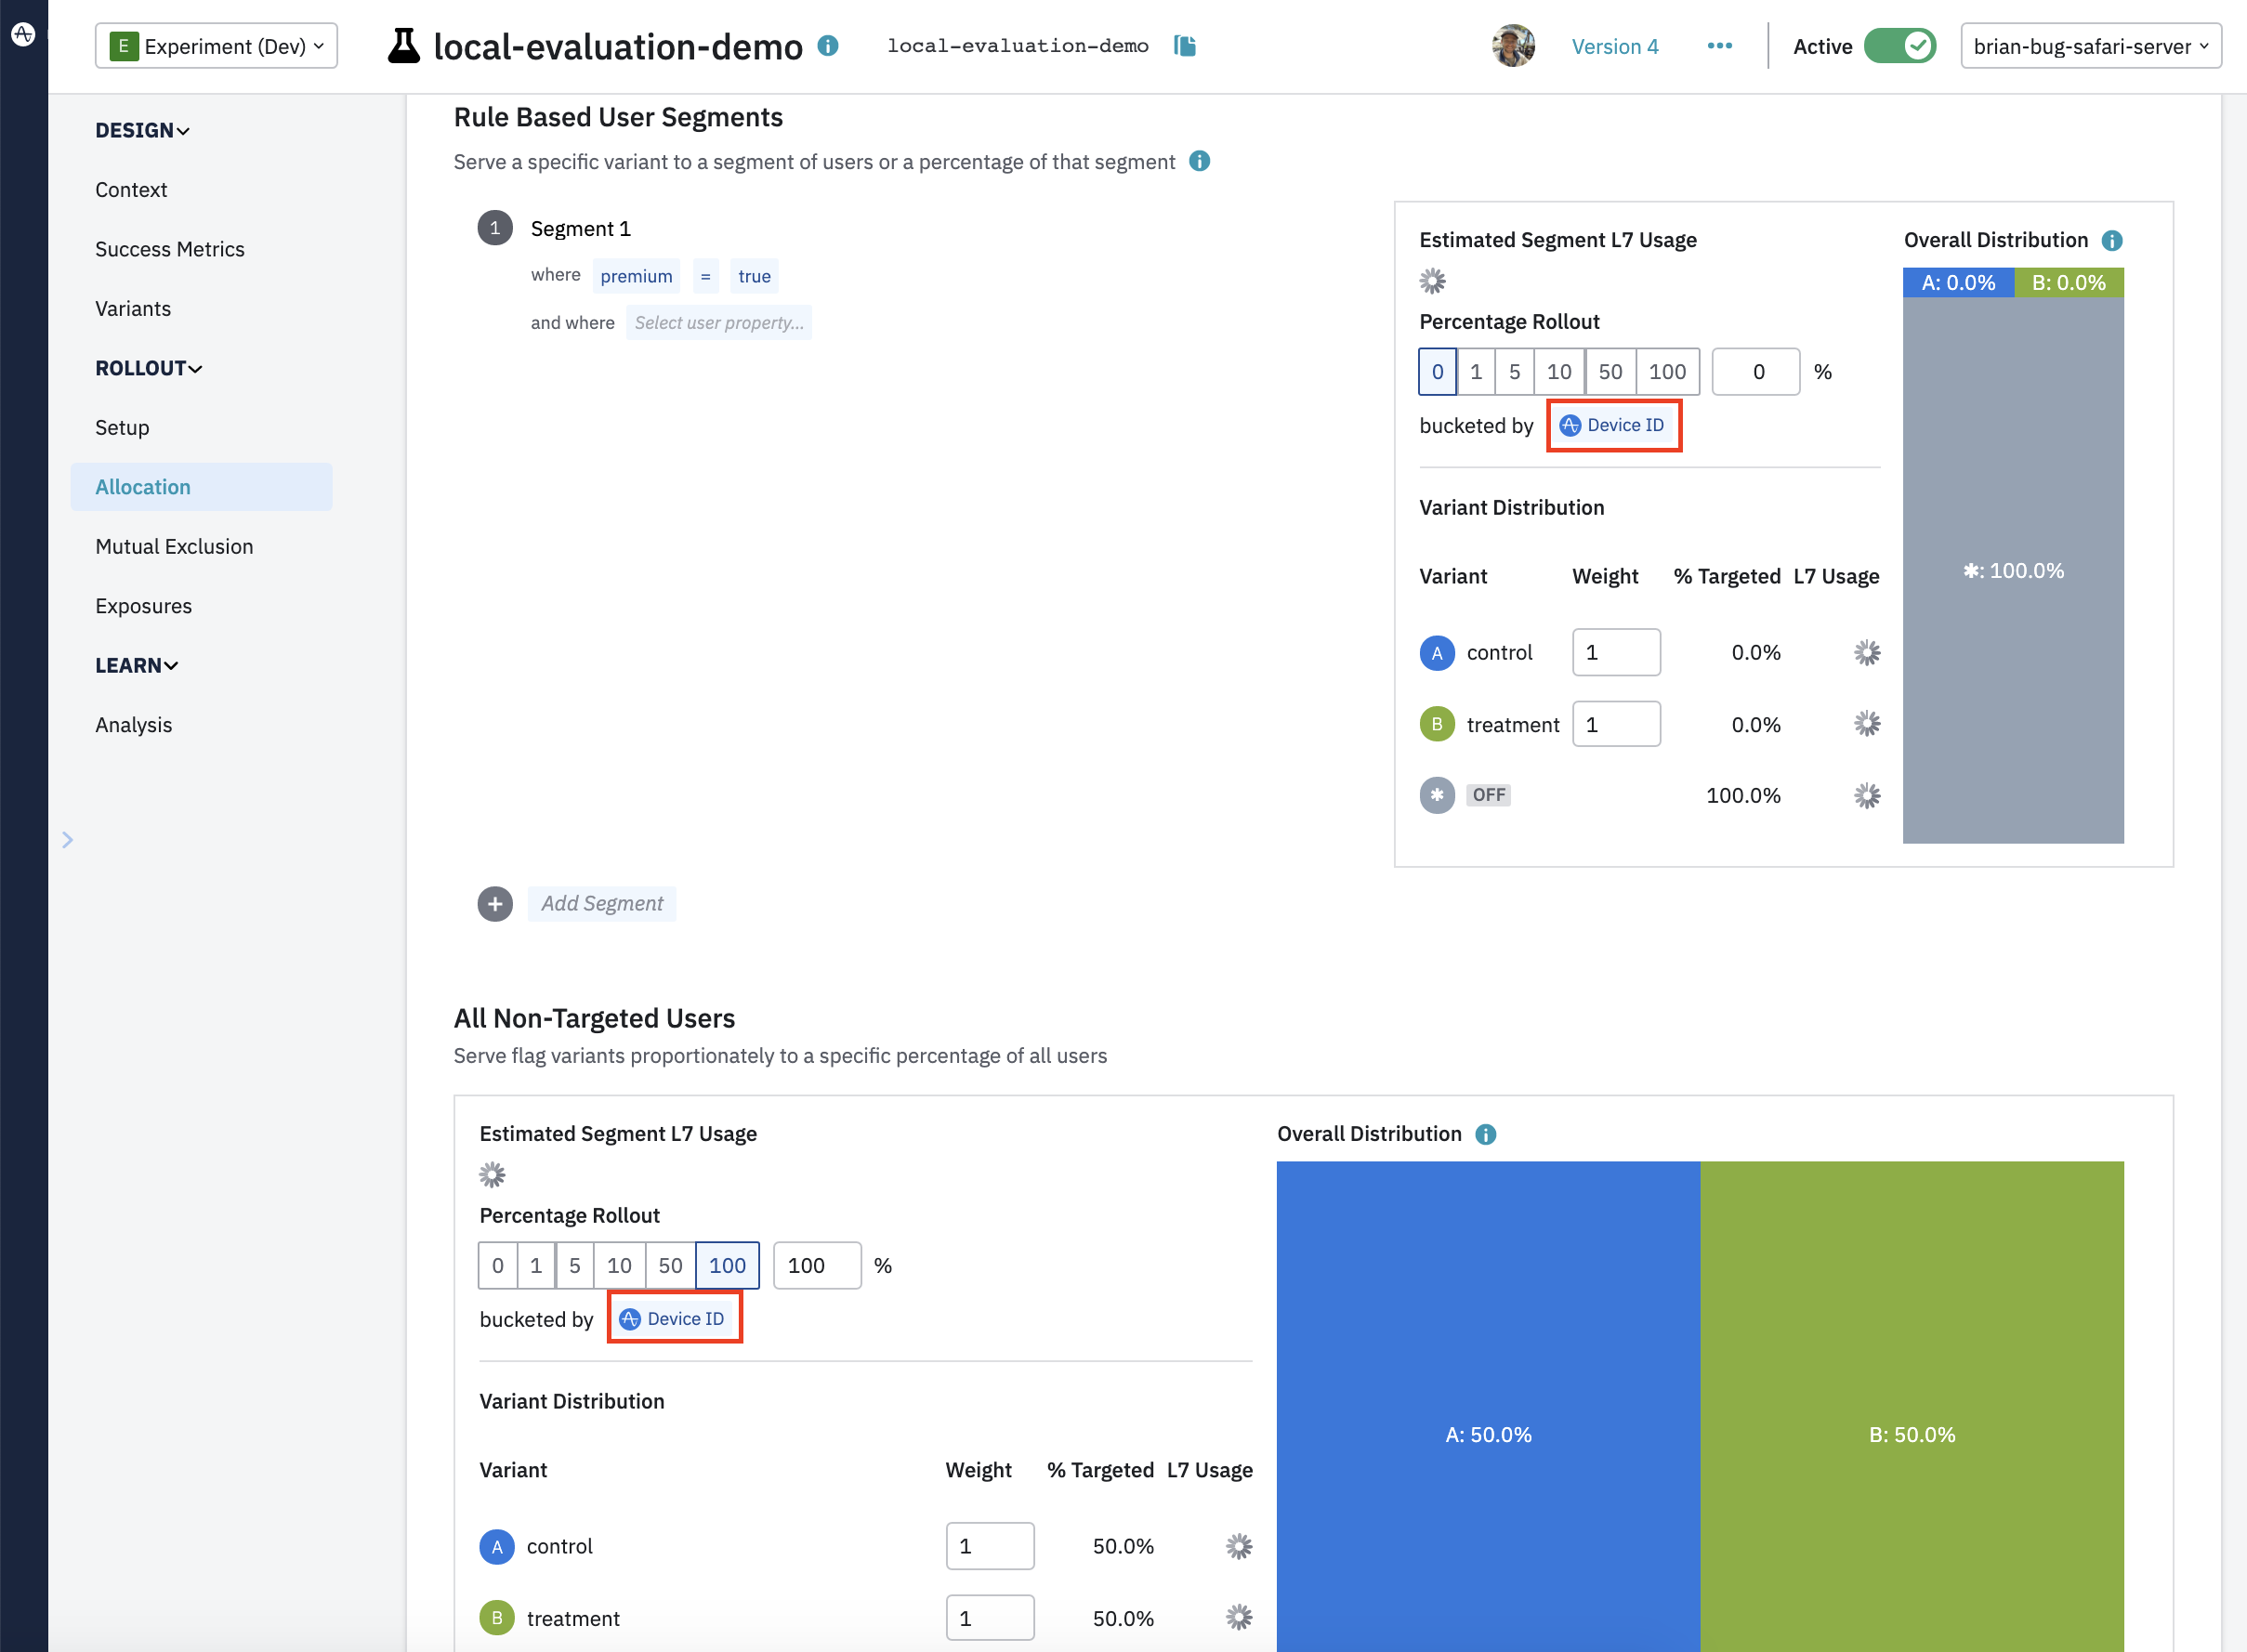 E Experiment (Dev)
local-evaluation-demo
local-evaluation-demo
Version 4
Active
brian-bug-safari-server
DESIGN
Context
Success Metrics
Variants
ROLLOUT
Setup
Allocation
Mutual Exclusion
Exposures
LEARN
Analysis
Rule Based User Segments
Serve a specific variant to a segment of users or a percentage of that segment
1 Segment 1
where premium = true
and where Select user property...
Estimated Segment L7 Usage
Percentage Rollout
0 1 5 10 50 100 0 %
bucketed by Device ID
Variant Distribution
Variant Weight % Targeted L7 Usage
A control 1 0.0%
B treatment 1 0.0%
✱ OFF 100.0%
Overall Distribution
A: 0.0% B: 0.0%
✱: 100.0%
+ Add Segment
All Non-Targeted Users
Serve flag variants proportionately to a specific percentage of all users
Estimated Segment L7 Usage
Percentage Rollout
0 1 5 10 50 100 100 %
bucketed by Device ID
Variant Distribution
Variant Weight % Targeted L7 Usage
A control 1 50.0%
B treatment 1 50.0%
Overall Distribution
A: 50.0% B: 50.0%